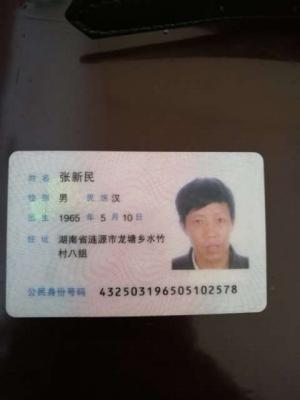 姓名 张新民
性别 男 民族 汉
出生 1965 年 5 月 10 日
住址 湖南省涟源市龙塘乡水竹
村八组
公民身份号码 432503196505102578